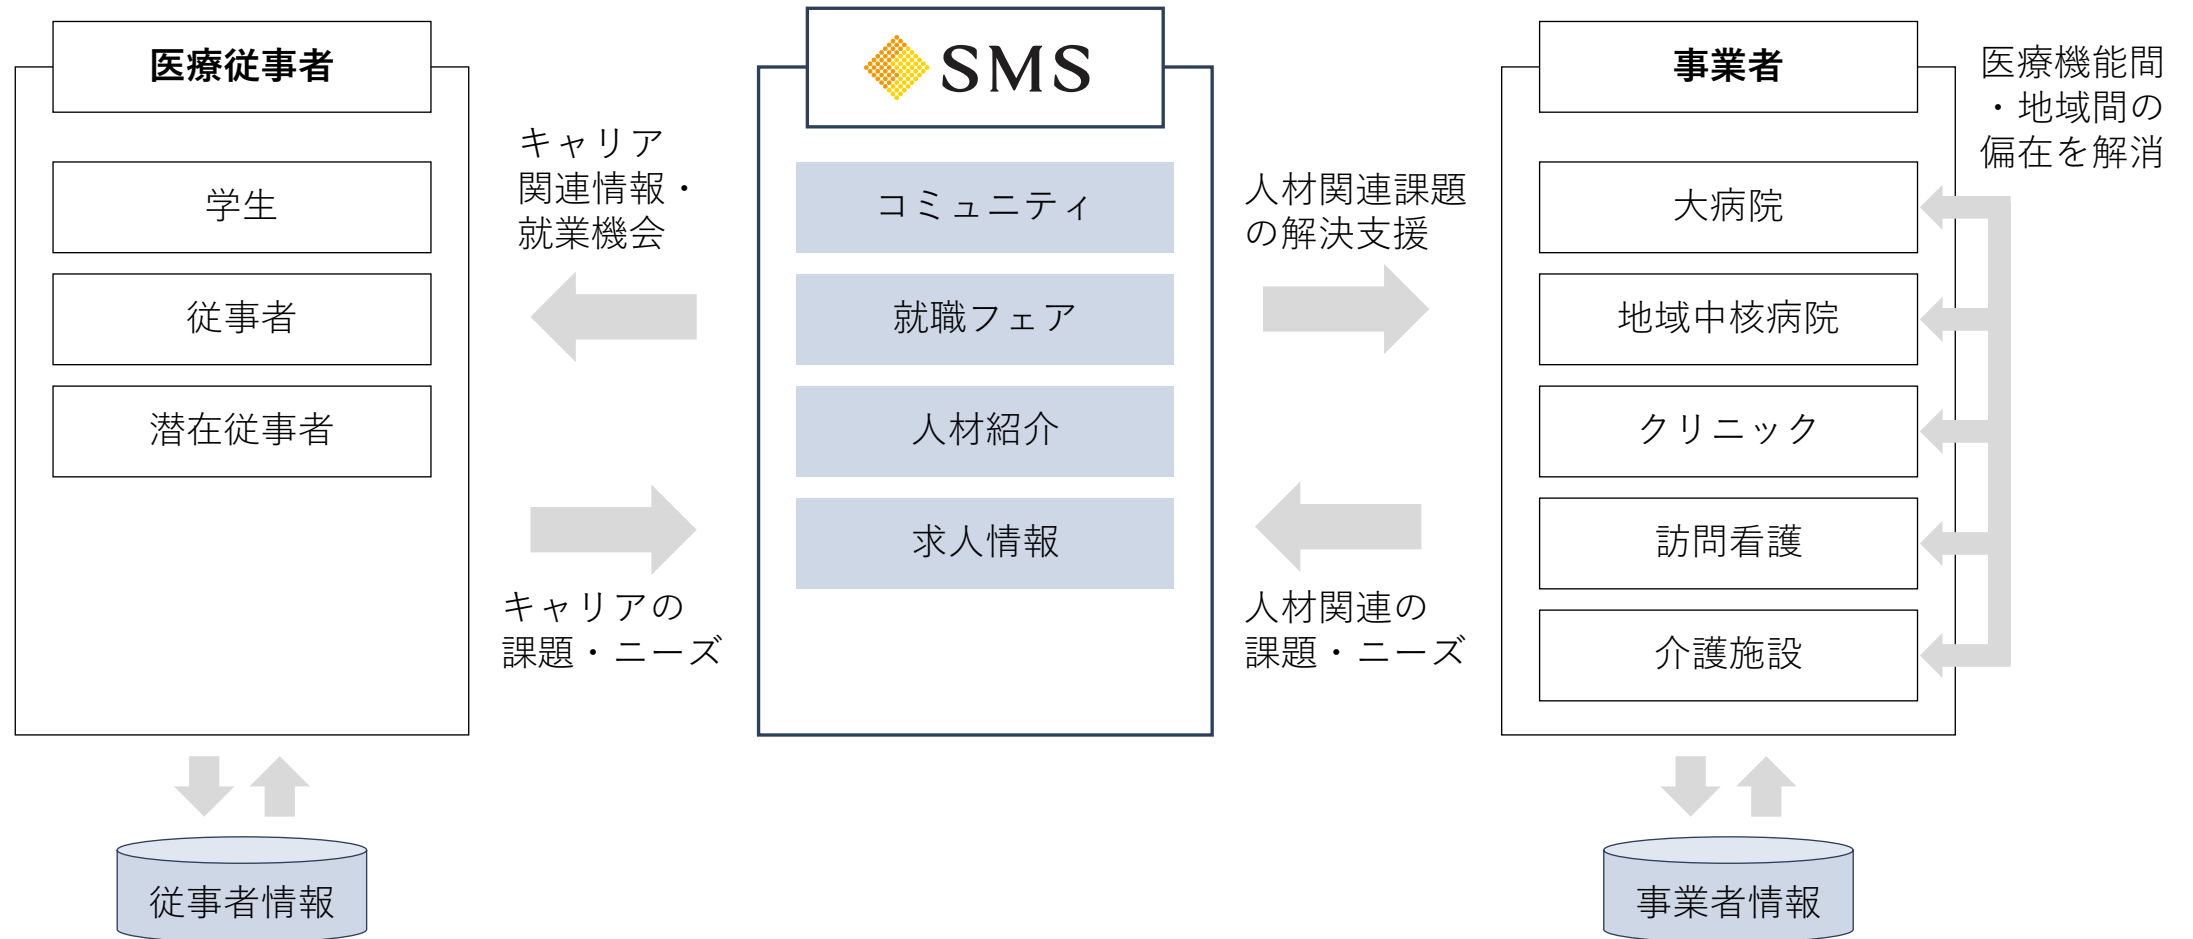 医療従事者
学生
従事者
潜在従事者
キャリア
関連情報・
就業機会
キャリアの
課題・ニーズ
SMS
コミュニティ
就職フェア
人材紹介
求人情報
人材関連課題
の解決支援
人材関連の
課題・ニーズ
事業者
大病院
地域中核病院
クリニック
訪問看護
介護施設
医療機能間
・地域間の
偏在を解消
従事者情報
事業者情報